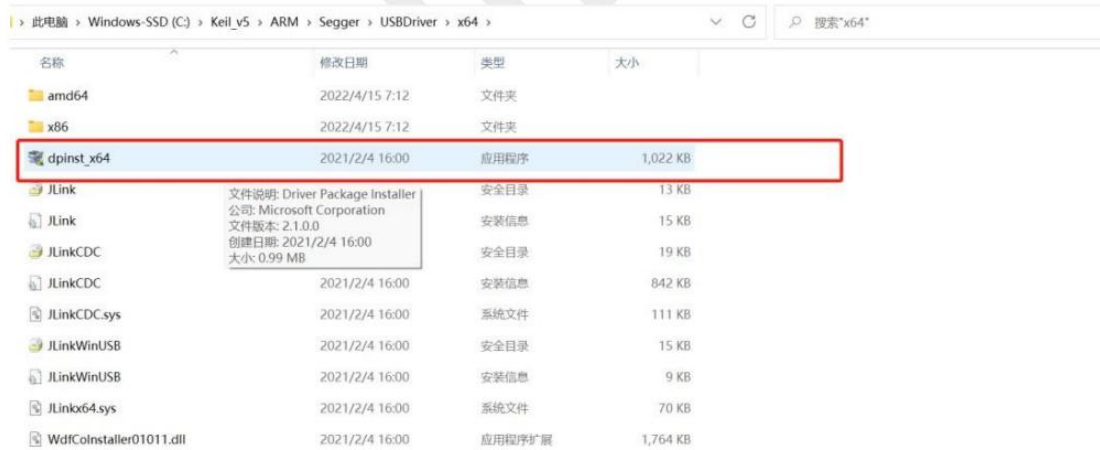 › 此电脑 › Windows-SSD (C:) › Keil_v5 › ARM › Segger › USBDriver › x64 › 搜索"x64"
名称 修改日期 类型 大小
amd64 2022/4/15 7:12 文件夹
x86 2022/4/15 7:12 文件夹
dpinst_x64 2021/2/4 16:00 应用程序 1,022 KB
JLink 安全目录 13 KB
文件说明: Driver Package Installer
公司: Microsoft Corporation
文件版本: 2.1.0.0
创建日期: 2021/2/4 16:00
大小: 0.99 MB
JLink 安装信息 15 KB
JLinkCDC 安全目录 19 KB
JLinkCDC 2021/2/4 16:00 安装信息 842 KB
JLinkCDC.sys 2021/2/4 16:00 系统文件 111 KB
JLinkWinUSB 2021/2/4 16:00 安全目录 15 KB
JLinkWinUSB 2021/2/4 16:00 安装信息 9 KB
JLinkx64.sys 2021/2/4 16:00 系统文件 70 KB
WdfCoInstaller01011.dll 2021/2/4 16:00 应用程序扩展 1,764 KB